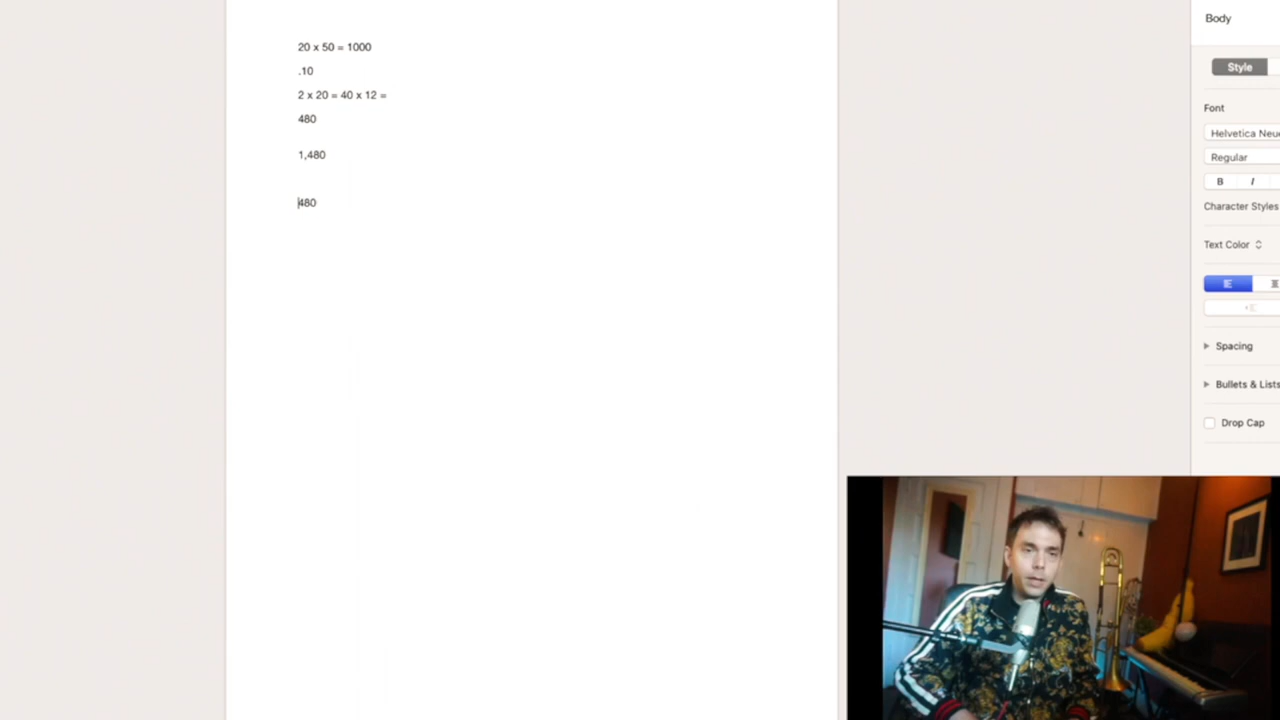 20 x 50 = 1000
.10
2 x 20 = 40 x 12 =
480
1,480
480
Body
Style
Font
Helvetica Neu
Regular
B I
Character Styles
Text Color
Spacing
Bullets & Lists
Drop Cap